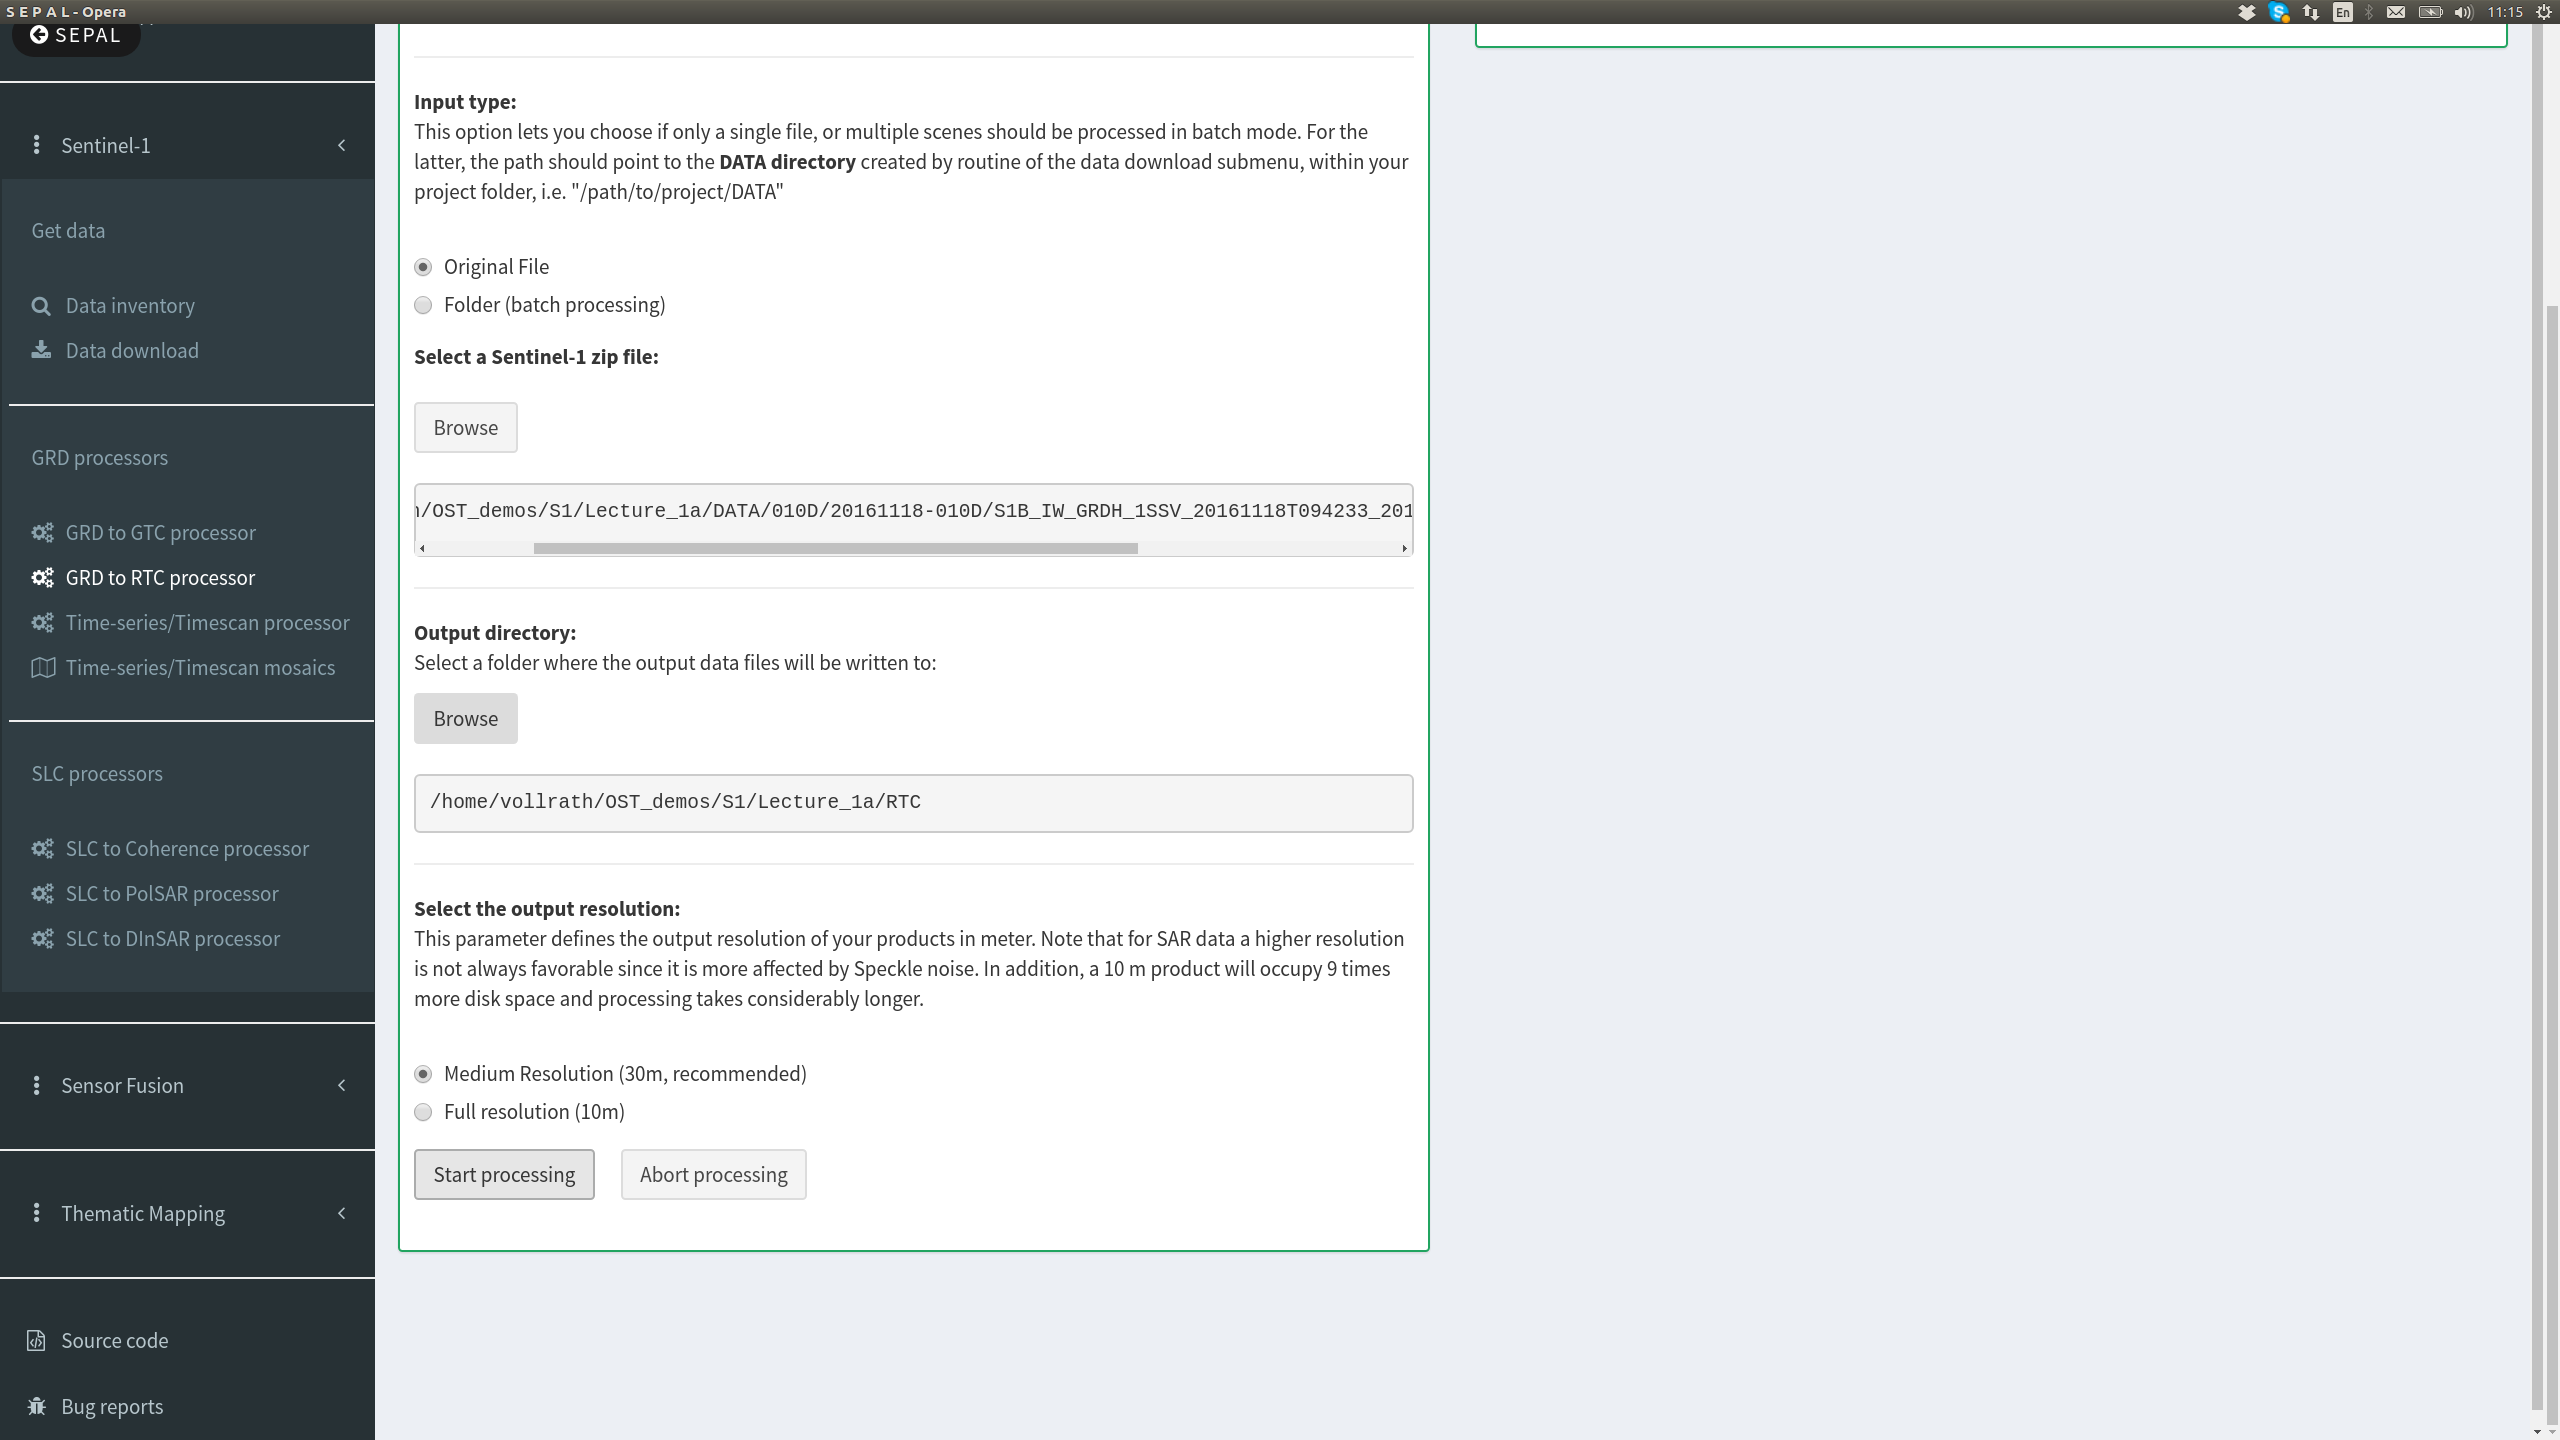 S E P A L - Opera
En
11:15
SEPAL
Sentinel-1
Get data
Data inventory
Data download
GRD processors
GRD to GTC processor
GRD to RTC processor
Time-series/Timescan processor
Time-series/Timescan mosaics
SLC processors
SLC to Coherence processor
SLC to PolSAR processor
SLC to DInSAR processor
Sensor Fusion
Thematic Mapping
Source code
Bug reports
Input type:
This option lets you choose if only a single file, or multiple scenes should be processed in batch mode. For the
latter, the path should point to the DATA directory created by routine of the data download submenu, within your
project folder, i.e. "/path/to/project/DATA"
Original File
Folder (batch processing)
Select a Sentinel-1 zip file:
Browse
/OST_demos/S1/Lecture_1a/DATA/010D/20161118-010D/S1B_IW_GRDH_1SSV_20161118T094233_201
Output directory:
Select a folder where the output data files will be written to:
Browse
/home/vollrath/OST_demos/S1/Lecture_1a/RTC
Select the output resolution:
This parameter defines the output resolution of your products in meter. Note that for SAR data a higher resolution
is not always favorable since it is more affected by Speckle noise. In addition, a 10 m product will occupy 9 times
more disk space and processing takes considerably longer.
Medium Resolution (30m, recommended)
Full resolution (10m)
Start processing
Abort processing